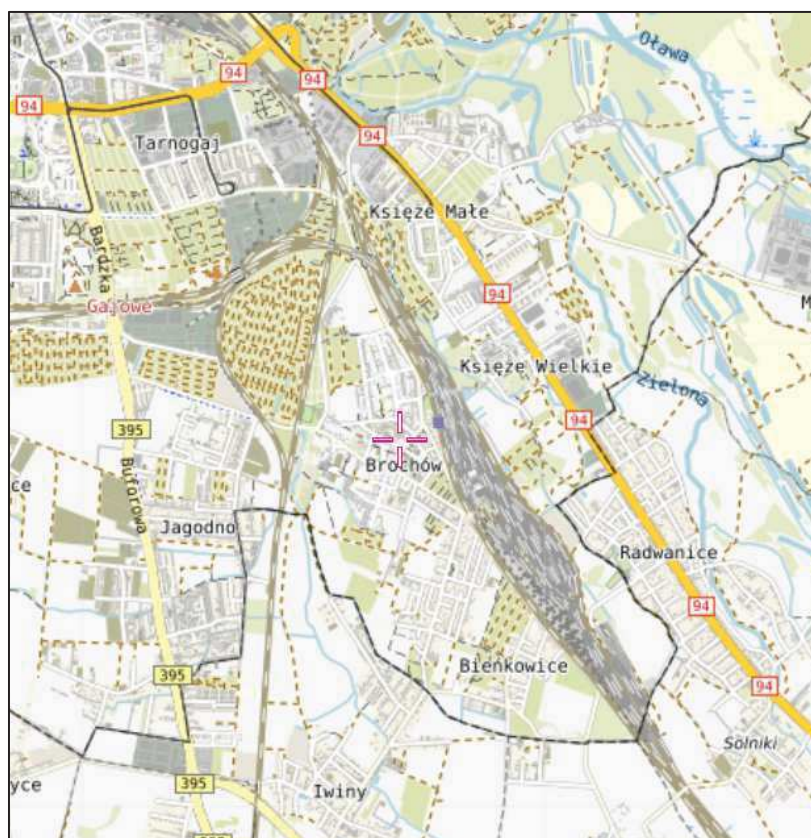 Oława
94
94
94
94
Tarnogaj
Księże Małe
Bardzka
94
Gajowe
Księże Wielkie
Zielona
94
395
Brochów
Buforowa
ce
Jagodno
Radwanice
94
Bieńkowice
395
94
Solniki
yce
395
Iwiny
M